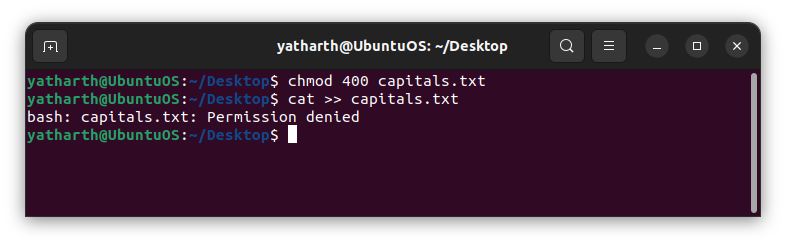 yatharth@UbuntuOS: ~/Desktop
yatharth@UbuntuOS:~/Desktop$ chmod 400 capitals.txt
yatharth@UbuntuOS:~/Desktop$ cat >> capitals.txt
bash: capitals.txt: Permission denied
yatharth@UbuntuOS:~/Desktop$